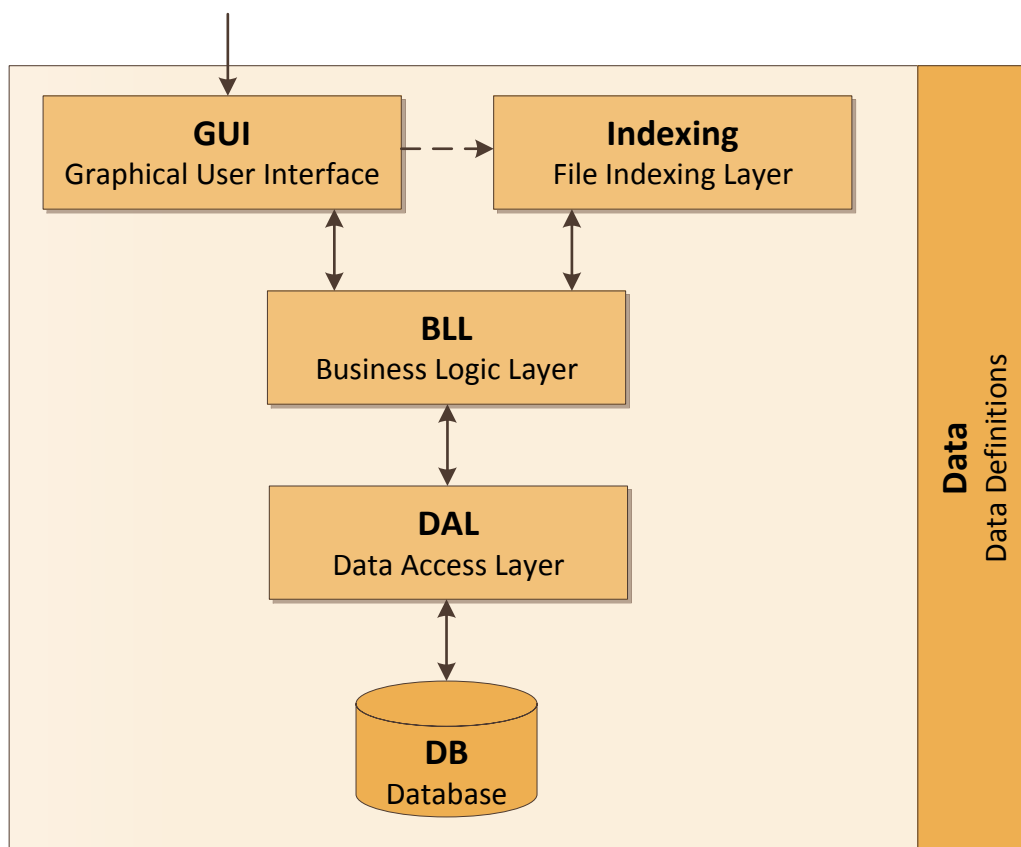 GUI
Graphical User Interface
Indexing
File Indexing Layer
BLL
Business Logic Layer
DAL
Data Access Layer
DB
Database
Data
Data Definitions